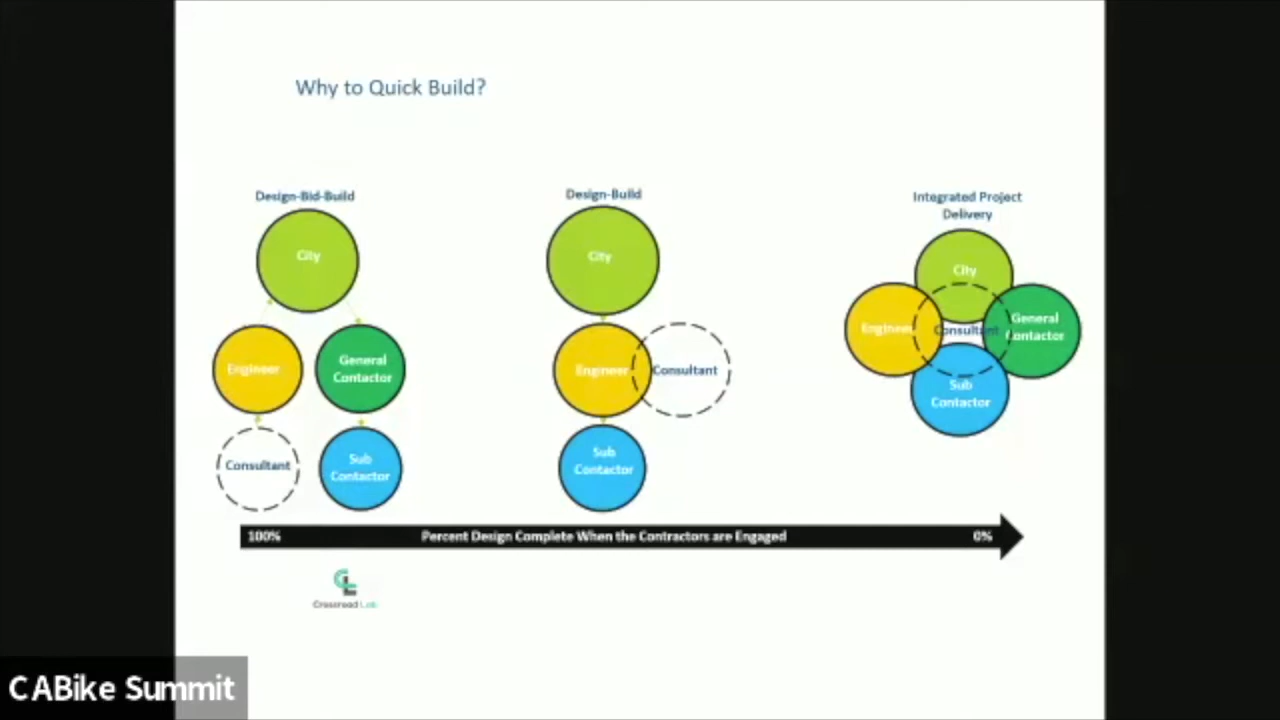 Why to Quick Build?
Design-Bid-Build
City
Engineer
General
Contactor
Consultant
Sub
Contactor
Design-Build
City
Engineer
Consultant
Sub
Contactor
Integrated Project
Delivery
City
Engineer
Consultant
General
Contactor
Sub
Contactor
100% Percent Design Complete When the Contractors are Engaged 0%
CL
Crossroad Lab
CABike Summit